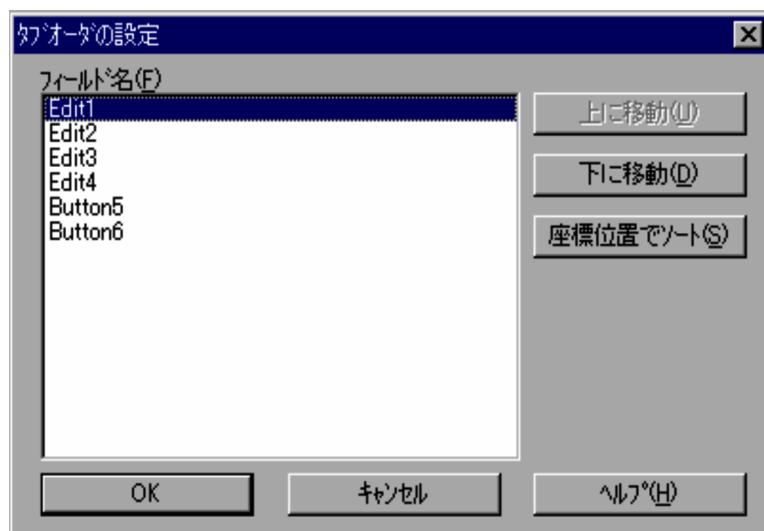 ﾀﾌﾞｵｰﾀﾞの設定
ﾌｨｰﾙﾄﾞ名(F)
Edit1
Edit2
Edit3
Edit4
Button5
Button6
上に移動(U)
下に移動(D)
座標位置でｿｰﾄ(S)
OK
ｷｬﾝｾﾙ
ﾍﾙﾌﾟ(H)